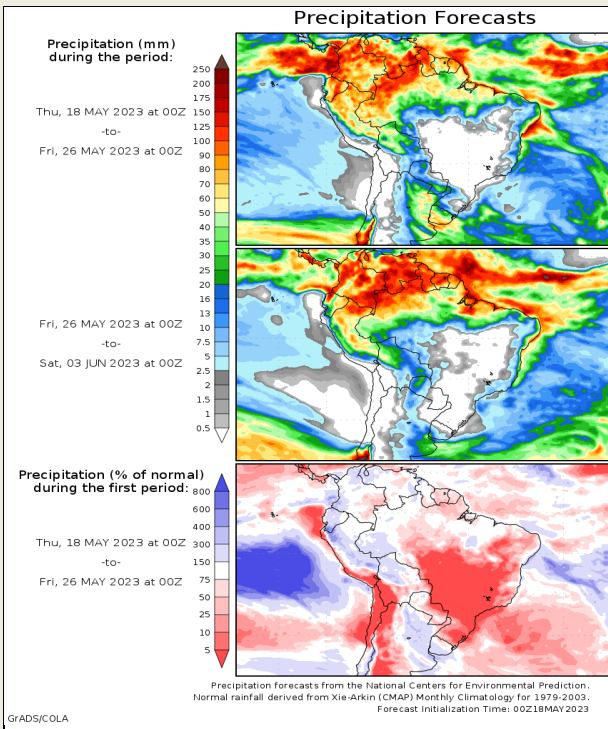 Precipitation Forecasts
Precipitation (mm)
during the period:
Thu, 18 MAY 2023 at 00Z
-to-
Fri, 26 MAY 2023 at 00Z
250
200
175
150
125
100
90
80
70
60
50
40
35
30
25
20
16
13
10
7.5
5
2.5
2
1.5
1
0.5
Fri, 26 MAY 2023 at 00Z
-to-
Sat, 03 JUN 2023 at 00Z
Precipitation (% of normal)
during the first period:
Thu, 18 MAY 2023 at 00Z
-to-
Fri, 26 MAY 2023 at 00Z
800
600
400
300
150
75
50
25
10
5
Precipitation forecasts from the National Centers for Environmental Prediction.
Normal rainfall derived from Xie-Arkin (CMAP) Monthly Climatology for 1979-2003.
Forecast Initialization Time: 00Z18MAY2023
GrADS/COLA